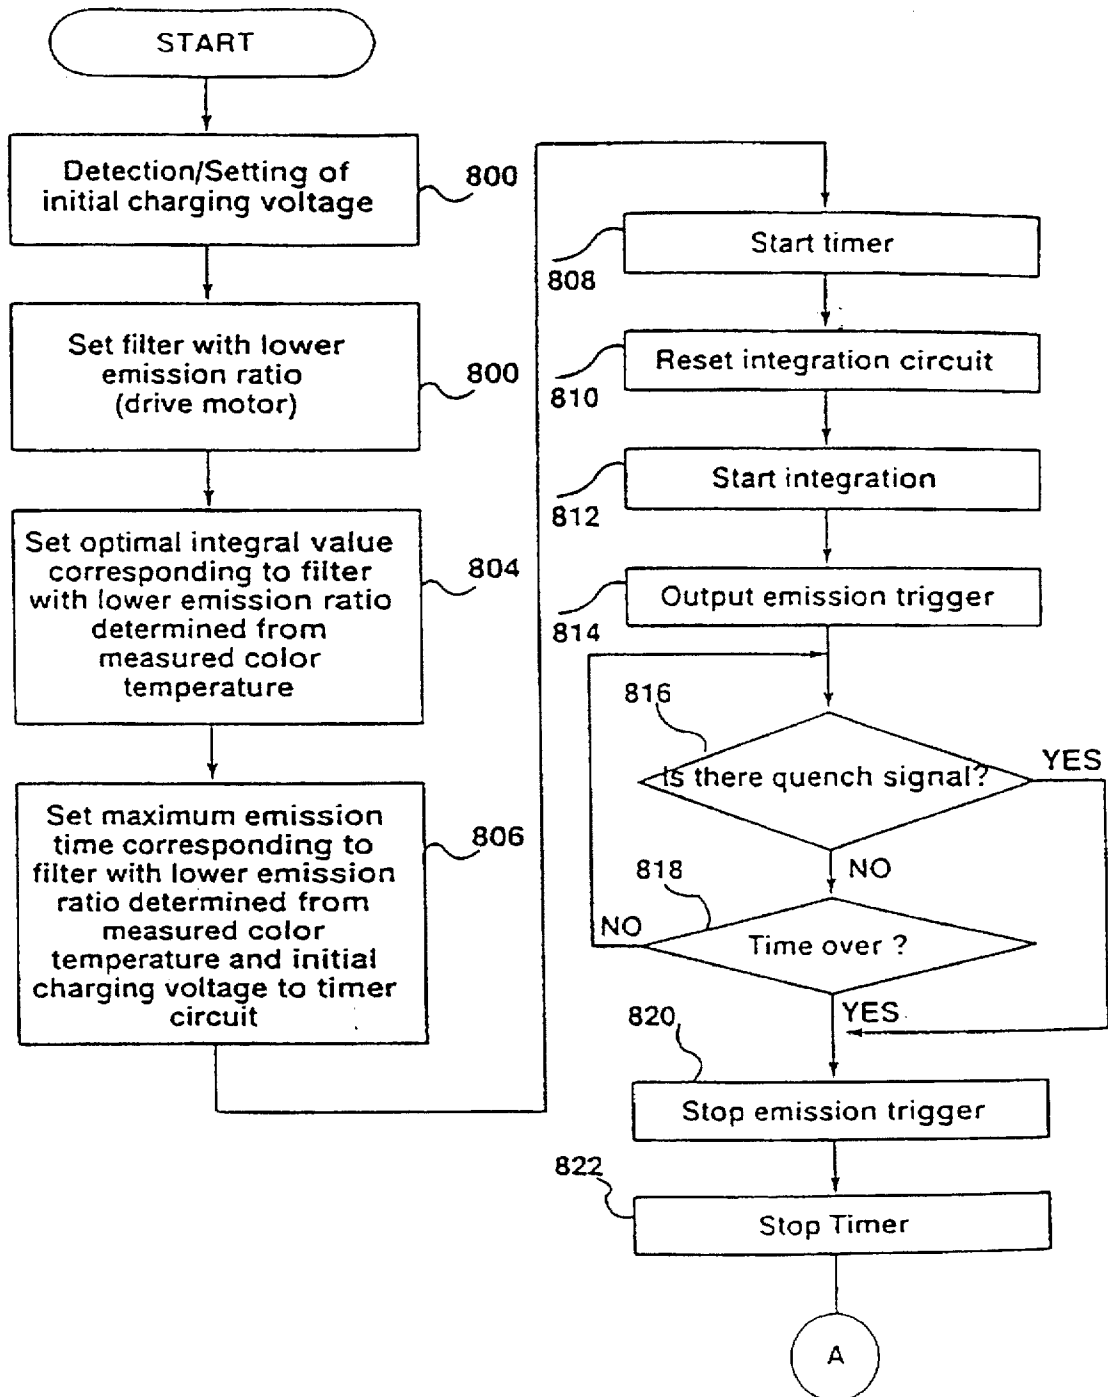 START
Detection/Setting of
initial charging voltage
800
Set filter with lower
emission ratio
(drive motor)
800
Set optimal integral value
corresponding to filter
with lower emission ratio
determined from
measured color
temperature
804
Set maximum emission
time corresponding to
filter with lower emission
ratio determined from
measured color
temperature and initial
charging voltage to timer
circuit
806
Start timer
808
Reset integration circuit
810
Start integration
812
Output emission trigger
814
816
Is there quench signal?
YES
NO
818
Time over ?
NO
YES
820
Stop emission trigger
822
Stop Timer
A